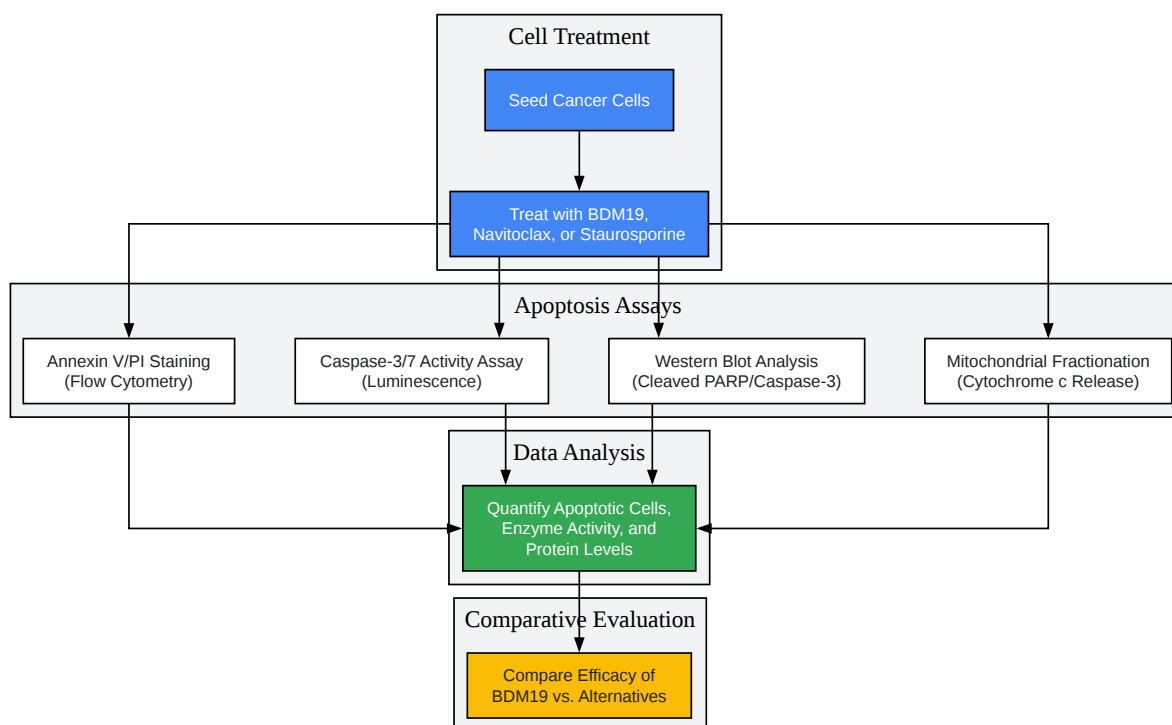 Cell Treatment
Seed Cancer Cells
Treat with BDM19,
Navitoclax, or Staurosporine
Apoptosis Assays
Annexin V/PI Staining
(Flow Cytometry)
Caspase-3/7 Activity Assay
(Luminescence)
Western Blot Analysis
(Cleaved PARP/Caspase-3)
Mitochondrial Fractionation
(Cytochrome c Release)
Data Analysis
Quantify Apoptotic Cells,
Enzyme Activity, and
Protein Levels
Comparative Evaluation
Compare Efficacy of
BDM19 vs. Alternatives